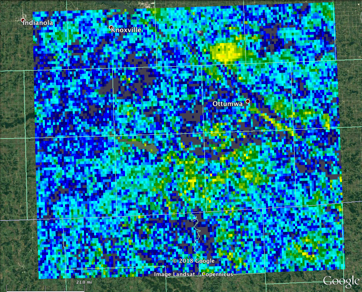 Indianola
Knoxville
Ottumwa
© 2018 Google
Image Landsat / Copernicus
Google